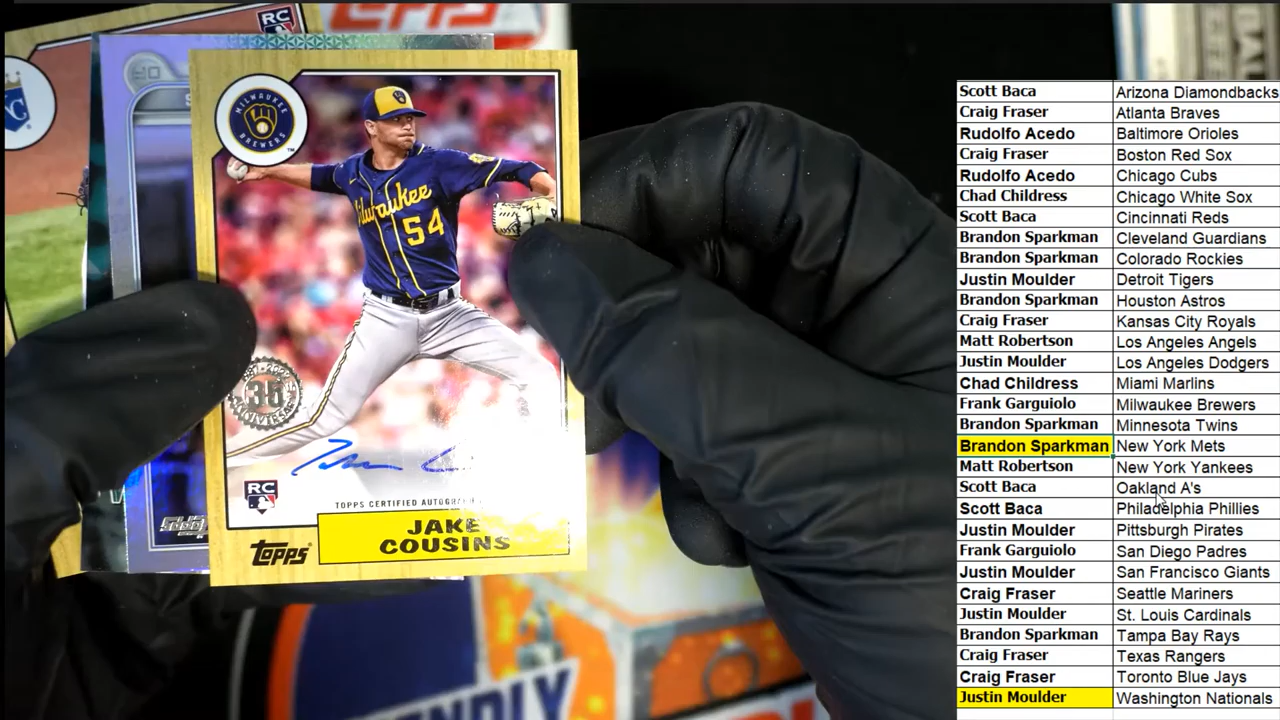 RC
KC
MILWAUKEE
BREWERS
TM
Milwaukee
54
35
ANNIVERSARY
RC
TOPPS CERTIFIED AUTOGRAPH
JAKE
COUSINS
TOPPS
Scott Baca Arizona Diamondbacks
Craig Fraser Atlanta Braves
Rudolfo Acedo Baltimore Orioles
Craig Fraser Boston Red Sox
Rudolfo Acedo Chicago Cubs
Chad Childress Chicago White Sox
Scott Baca Cincinnati Reds
Brandon Sparkman Cleveland Guardians
Brandon Sparkman Colorado Rockies
Justin Moulder Detroit Tigers
Brandon Sparkman Houston Astros
Craig Fraser Kansas City Royals
Matt Robertson Los Angeles Angels
Justin Moulder Los Angeles Dodgers
Chad Childress Miami Marlins
Frank Garguiolo Milwaukee Brewers
Brandon Sparkman Minnesota Twins
Brandon Sparkman New York Mets
Matt Robertson New York Yankees
Scott Baca Oakland A's
Scott Baca Philadelphia Phillies
Justin Moulder Pittsburgh Pirates
Frank Garguiolo San Diego Padres
Justin Moulder San Francisco Giants
Craig Fraser Seattle Mariners
Justin Moulder St. Louis Cardinals
Brandon Sparkman Tampa Bay Rays
Craig Fraser Texas Rangers
Craig Fraser Toronto Blue Jays
Justin Moulder Washington Nationals